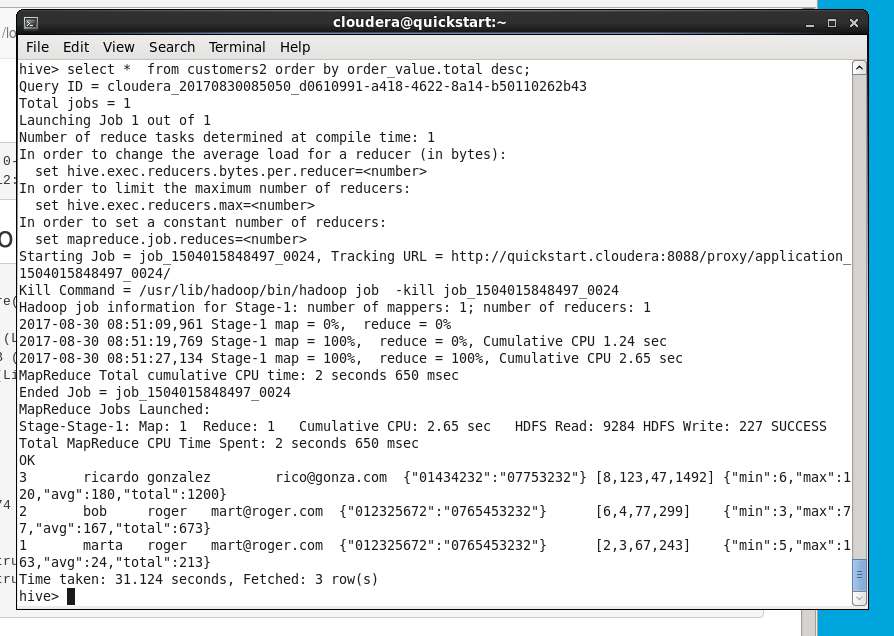 cloudera@quickstart:~
File Edit View Search Terminal Help
hive> select *  from customers2 order by order_value.total desc;
Query ID = cloudera_20170830085050_d0610991-a418-4622-8a14-b50110262b43
Total jobs = 1
Launching Job 1 out of 1
Number of reduce tasks determined at compile time: 1
In order to change the average load for a reducer (in bytes):
  set hive.exec.reducers.bytes.per.reducer=<number>
In order to limit the maximum number of reducers:
  set hive.exec.reducers.max=<number>
In order to set a constant number of reducers:
  set mapreduce.job.reduces=<number>
Starting Job = job_1504015848497_0024, Tracking URL = http://quickstart.cloudera:8088/proxy/application_
1504015848497_0024/
Kill Command = /usr/lib/hadoop/bin/hadoop job  -kill job_1504015848497_0024
Hadoop job information for Stage-1: number of mappers: 1; number of reducers: 1
2017-08-30 08:51:09,961 Stage-1 map = 0%,  reduce = 0%
2017-08-30 08:51:19,769 Stage-1 map = 100%,  reduce = 0%, Cumulative CPU 1.24 sec
2017-08-30 08:51:27,134 Stage-1 map = 100%,  reduce = 100%, Cumulative CPU 2.65 sec
MapReduce Total cumulative CPU time: 2 seconds 650 msec
Ended Job = job_1504015848497_0024
MapReduce Jobs Launched:
Stage-Stage-1: Map: 1  Reduce: 1   Cumulative CPU: 2.65 sec   HDFS Read: 9284 HDFS Write: 227 SUCCESS
Total MapReduce CPU Time Spent: 2 seconds 650 msec
OK
3       ricardo gonzalez        rico@gonza.com  {"01434232":"07753232"} [8,123,47,1492] {"min":6,"max":1
20,"avg":180,"total":1200}
2       bob     roger   mart@roger.com  {"012325672":"0765453232"}      [6,4,77,299]    {"min":3,"max":7
7,"avg":167,"total":673}
1       marta   roger   mart@roger.com  {"012325672":"0765453232"}      [2,3,67,243]    {"min":5,"max":1
63,"avg":24,"total":213}
Time taken: 31.124 seconds, Fetched: 3 row(s)
hive>